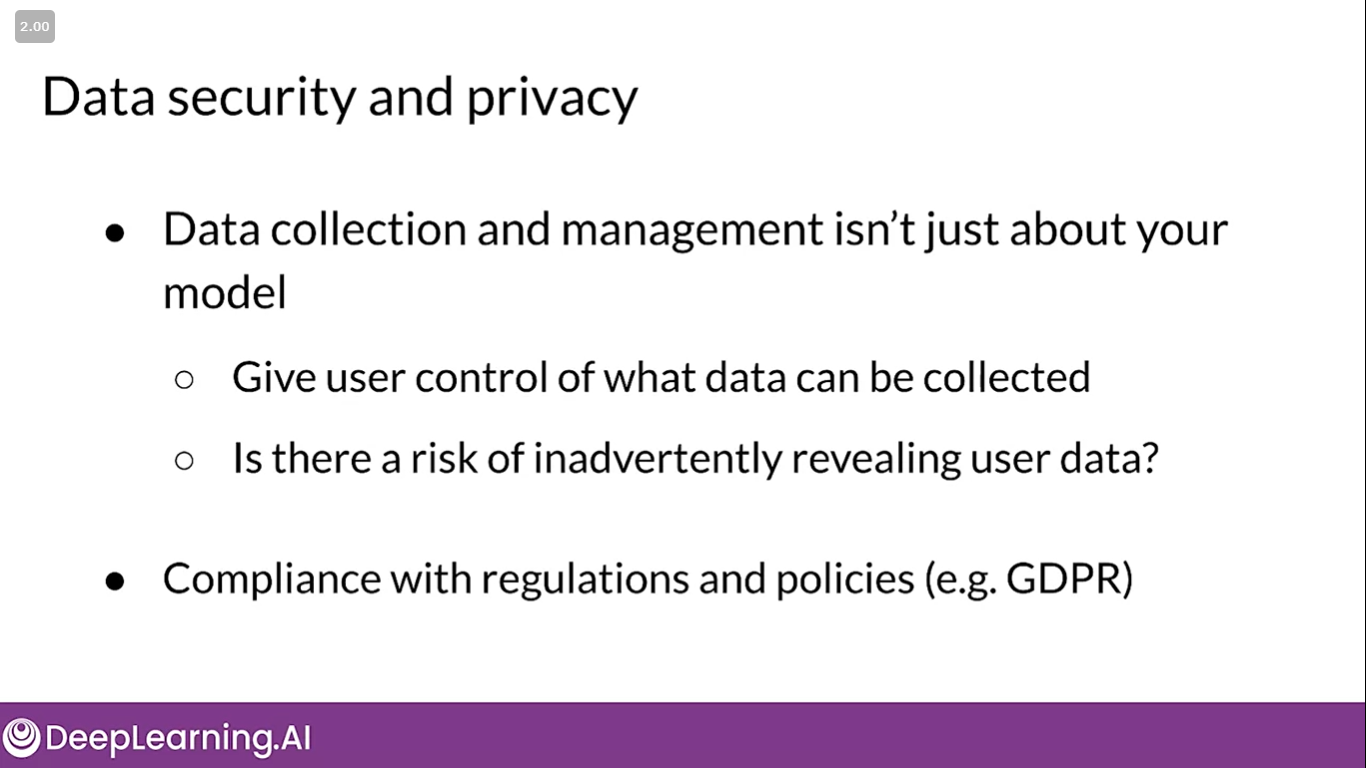 2.00
Data security and privacy
● Data collection and management isn’t just about your
model
○ Give user control of what data can be collected
○ Is there a risk of inadvertently revealing user data?
● Compliance with regulations and policies (e.g. GDPR)
DeepLearning.AI